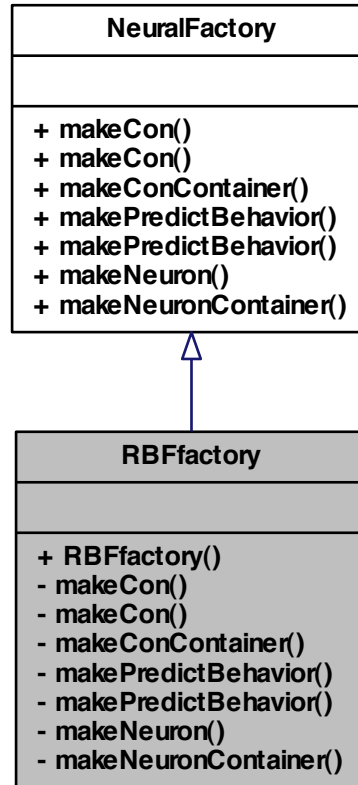 NeuralFactory
+ makeCon()
+ makeCon()
+ makeConContainer()
+ makePredictBehavior()
+ makePredictBehavior()
+ makeNeuron()
+ makeNeuronContainer()
RBFfactory
+ RBFfactory()
- makeCon()
- makeCon()
- makeConContainer()
- makePredictBehavior()
- makePredictBehavior()
- makeNeuron()
- makeNeuronContainer()